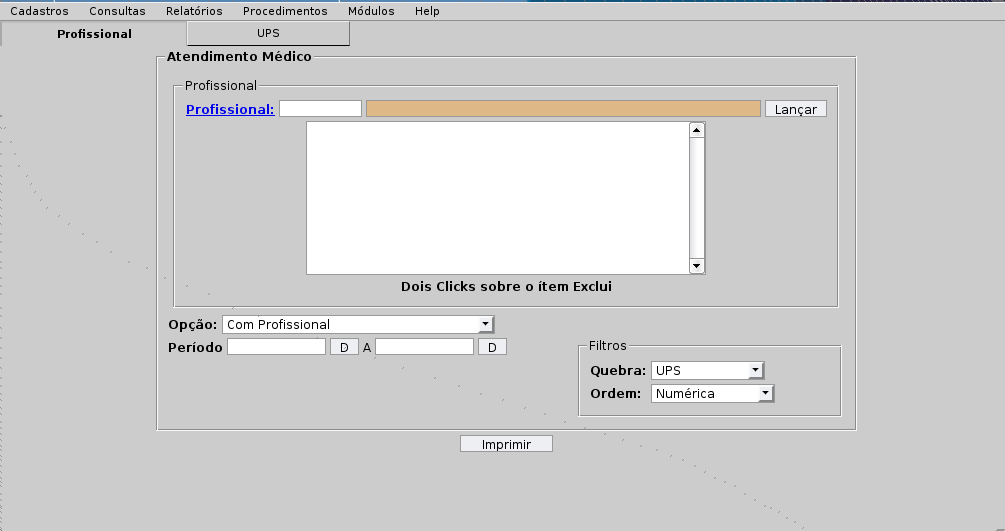 Cadastros Consultas Relatórios Procedimentos Módulos Help
Profissional UPS
Atendimento Médico
Profissional
Profissional: Lançar
Dois Clicks sobre o ítem Exclui
Opção: Com Profissional
Período D A D
Filtros
Quebra: UPS
Ordem: Numérica
Imprimir